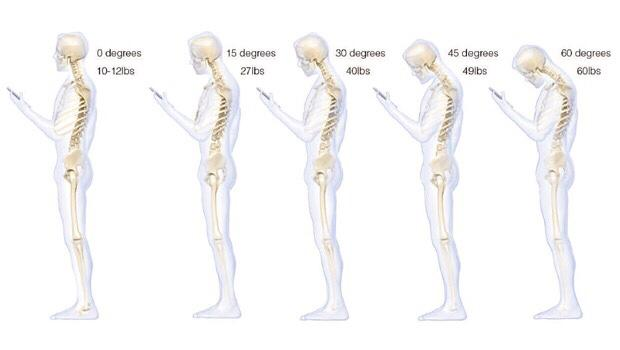 0 degrees
10-12lbs
15 degrees
27lbs
30 degrees
40lbs
45 degrees
49lbs
60 degrees
60lbs